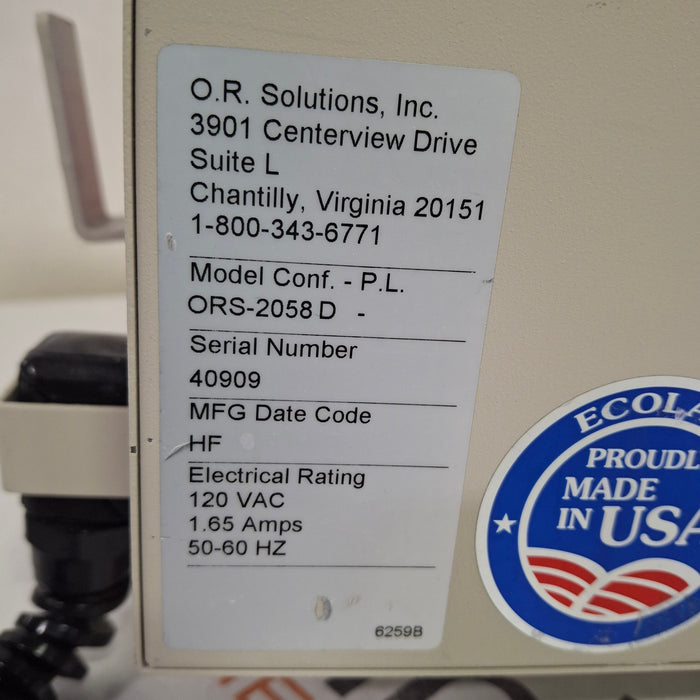 O.R. Solutions, Inc.
3901 Centerview Drive
Suite L
Chantilly, Virginia 20151
1-800-343-6771
Model Conf. - P.L.
ORS-2058 D -
Serial Number
40909
MFG Date Code
HF
Electrical Rating
120 VAC
1.65 Amps
50-60 HZ
6259B
ECOLA
PROUDL
MADE
IN USA